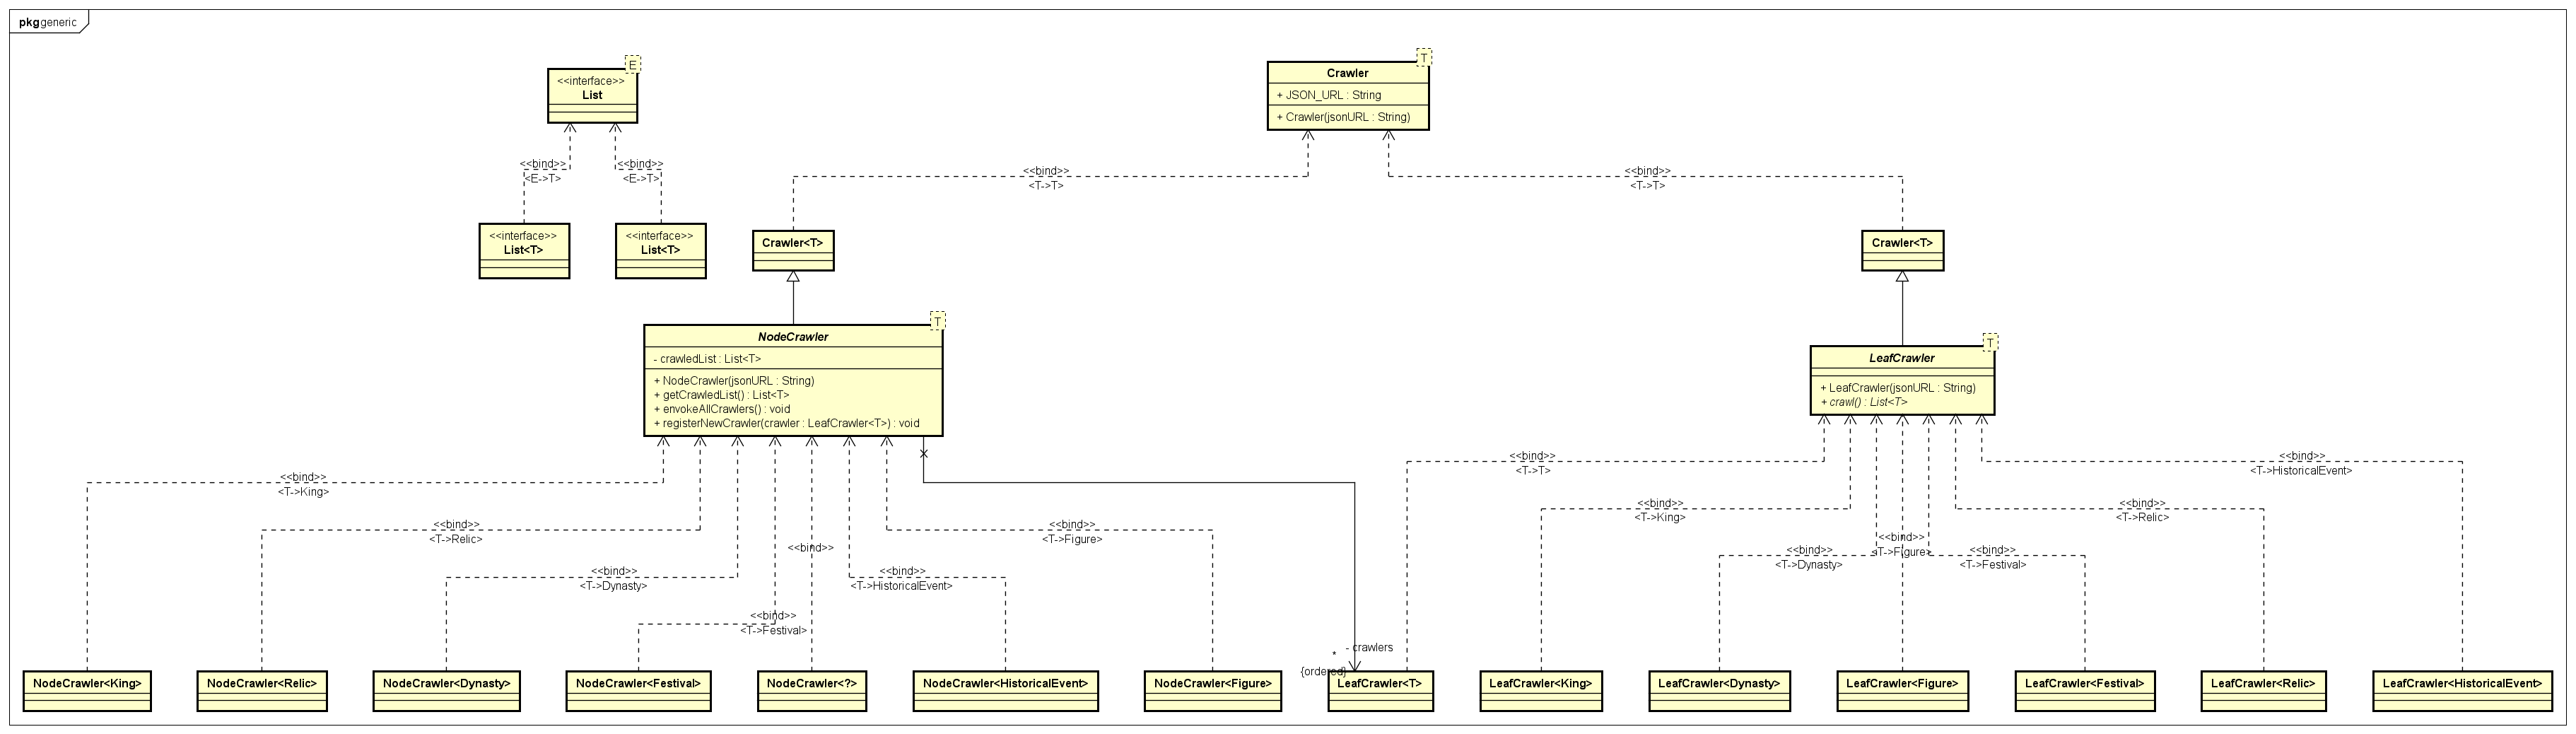 pkg generic
E
<<interface>>
List
T
Crawler
+ JSON_URL : String
+ Crawler(jsonURL : String)
<<bind>>
<E->T>
<<bind>>
<E->T>
<<bind>>
<T->T>
<<bind>>
<T->T>
<<interface>>
List<T>
<<interface>>
List<T>
Crawler<T>
Crawler<T>
T
NodeCrawler
- crawledList : List<T>
+ NodeCrawler(jsonURL : String)
+ getCrawledList() : List<T>
+ envokeAllCrawlers() : void
+ registerNewCrawler(crawler : LeafCrawler<T>) : void
T
LeafCrawler
+ LeafCrawler(jsonURL : String)
+ crawl() : List<T>
<<bind>>
<T->King>
<<bind>>
<T->Relic>
<<bind>>
<T->Dynasty>
<<bind>>
<T->Festival>
<<bind>>
<<bind>>
<T->HistoricalEvent>
<<bind>>
<T->Figure>
<<bind>>
<T->T>
<<bind>>
<T->King>
<<bind>>
<T->Dynasty>
<<bind>>
<T->Figure>
<<bind>>
<T->Festival>
<<bind>>
<T->Relic>
<<bind>>
<T->HistoricalEvent>
- crawlers
*
{ordered}
NodeCrawler<King>
NodeCrawler<Relic>
NodeCrawler<Dynasty>
NodeCrawler<Festival>
NodeCrawler<?>
NodeCrawler<HistoricalEvent>
NodeCrawler<Figure>
LeafCrawler<T>
LeafCrawler<King>
LeafCrawler<Dynasty>
LeafCrawler<Figure>
LeafCrawler<Festival>
LeafCrawler<Relic>
LeafCrawler<HistoricalEvent>